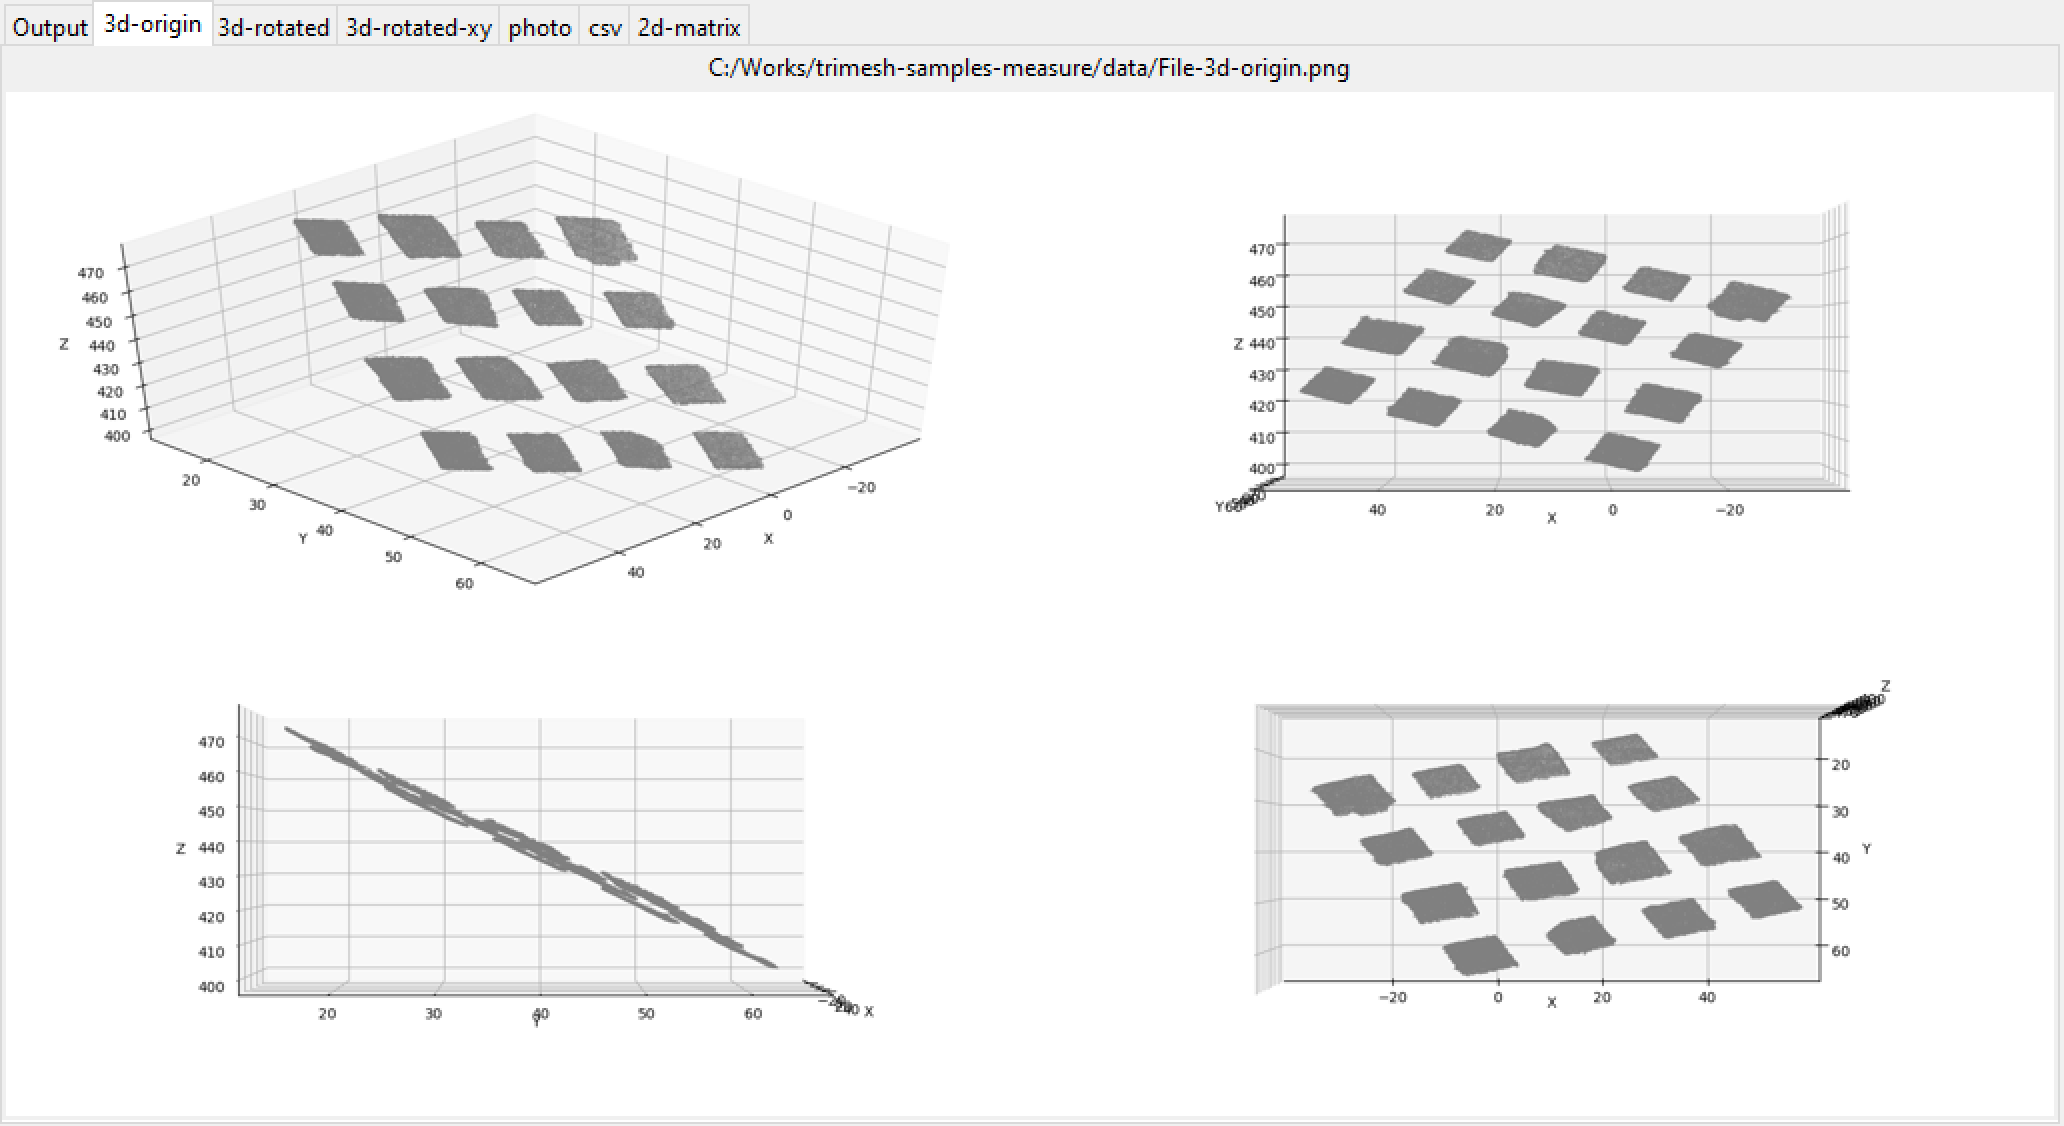 Output 3d-origin 3d-rotated 3d-rotated-xy photo csv 2d-matrix
C:/Works/trimesh-samples-measure/data/File-3d-origin.png
470
460
450
Z 440
430
420
410
400
20
30
Y 40
50
60
40
20
X
0
−20
470
460
450
Z 440
430
420
410
400
Y
40 20 0 −20
X
470
460
450
Z 440
430
420
410
400
20 30 40 50 60
Y
X
Z
20
30
40 Y
50
60
−20 0 20 40
X